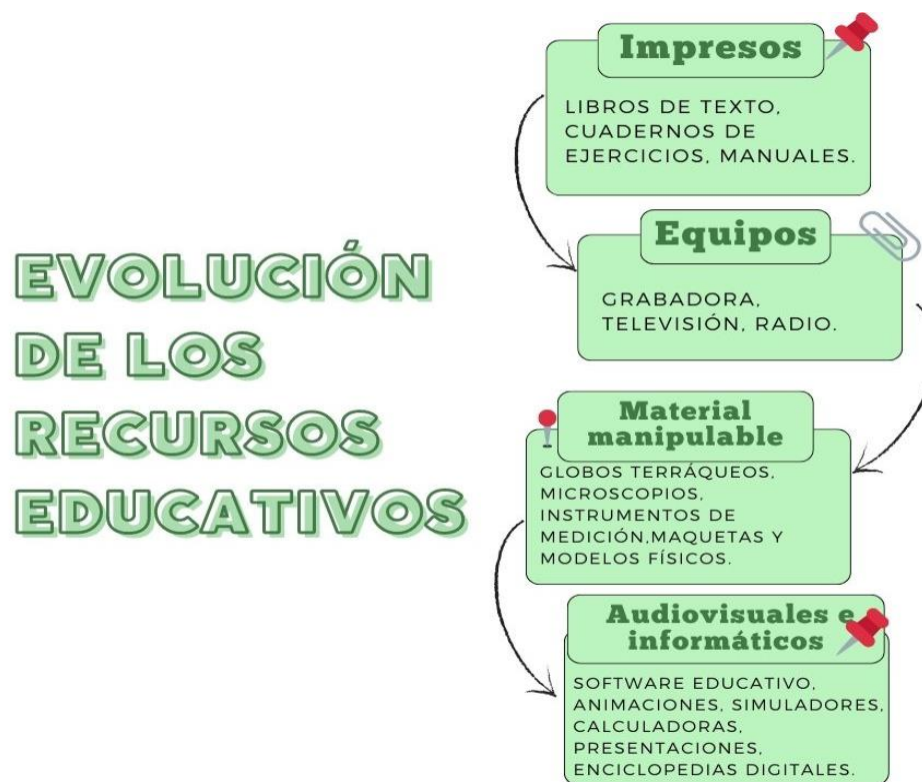 EVOLUCIÓN
DE LOS
RECURSOS
EDUCATIVOS
Impresos
LIBROS DE TEXTO,
CUADERNOS DE
EJERCICIOS, MANUALES.
Equipos
GRABADORA,
TELEVISIÓN, RADIO.
Material
manipulable
GLOBOS TERRÁQUEOS,
MICROSCOPIOS,
INSTRUMENTOS DE
MEDICIÓN,MAQUETAS Y
MODELOS FÍSICOS.
Audiovisuales e
informáticos
SOFTWARE EDUCATIVO,
ANIMACIONES, SIMULADORES,
CALCULADORAS,
PRESENTACIONES,
ENCICLOPEDIAS DIGITALES.